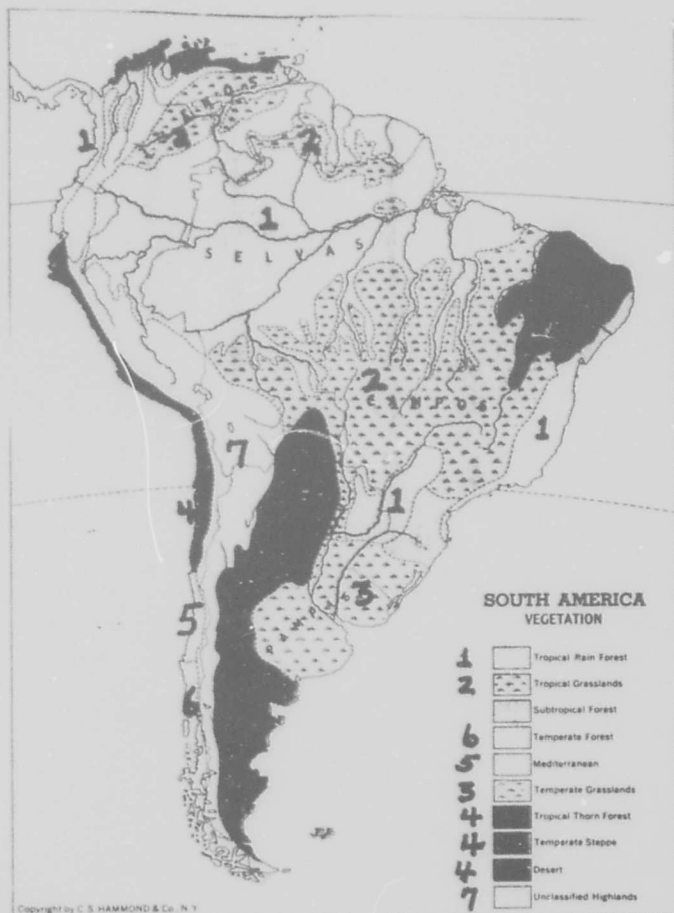 LLANOS
1
2
2
1
SELVAS
2
CAMPOS
1
7
4
1
3
PAMPAS
5
6
SOUTH AMERICA
VEGETATION
1 Tropical Rain Forest
2 Tropical Grasslands
Subtropical Forest
6 Temperate Forest
5 Mediterranean
3 Temperate Grasslands
4 Tropical Thorn Forest
4 Temperate Steppe
4 Desert
7 Unclassified Highlands
Copyright by C. S. HAMMOND & Co., N.Y.